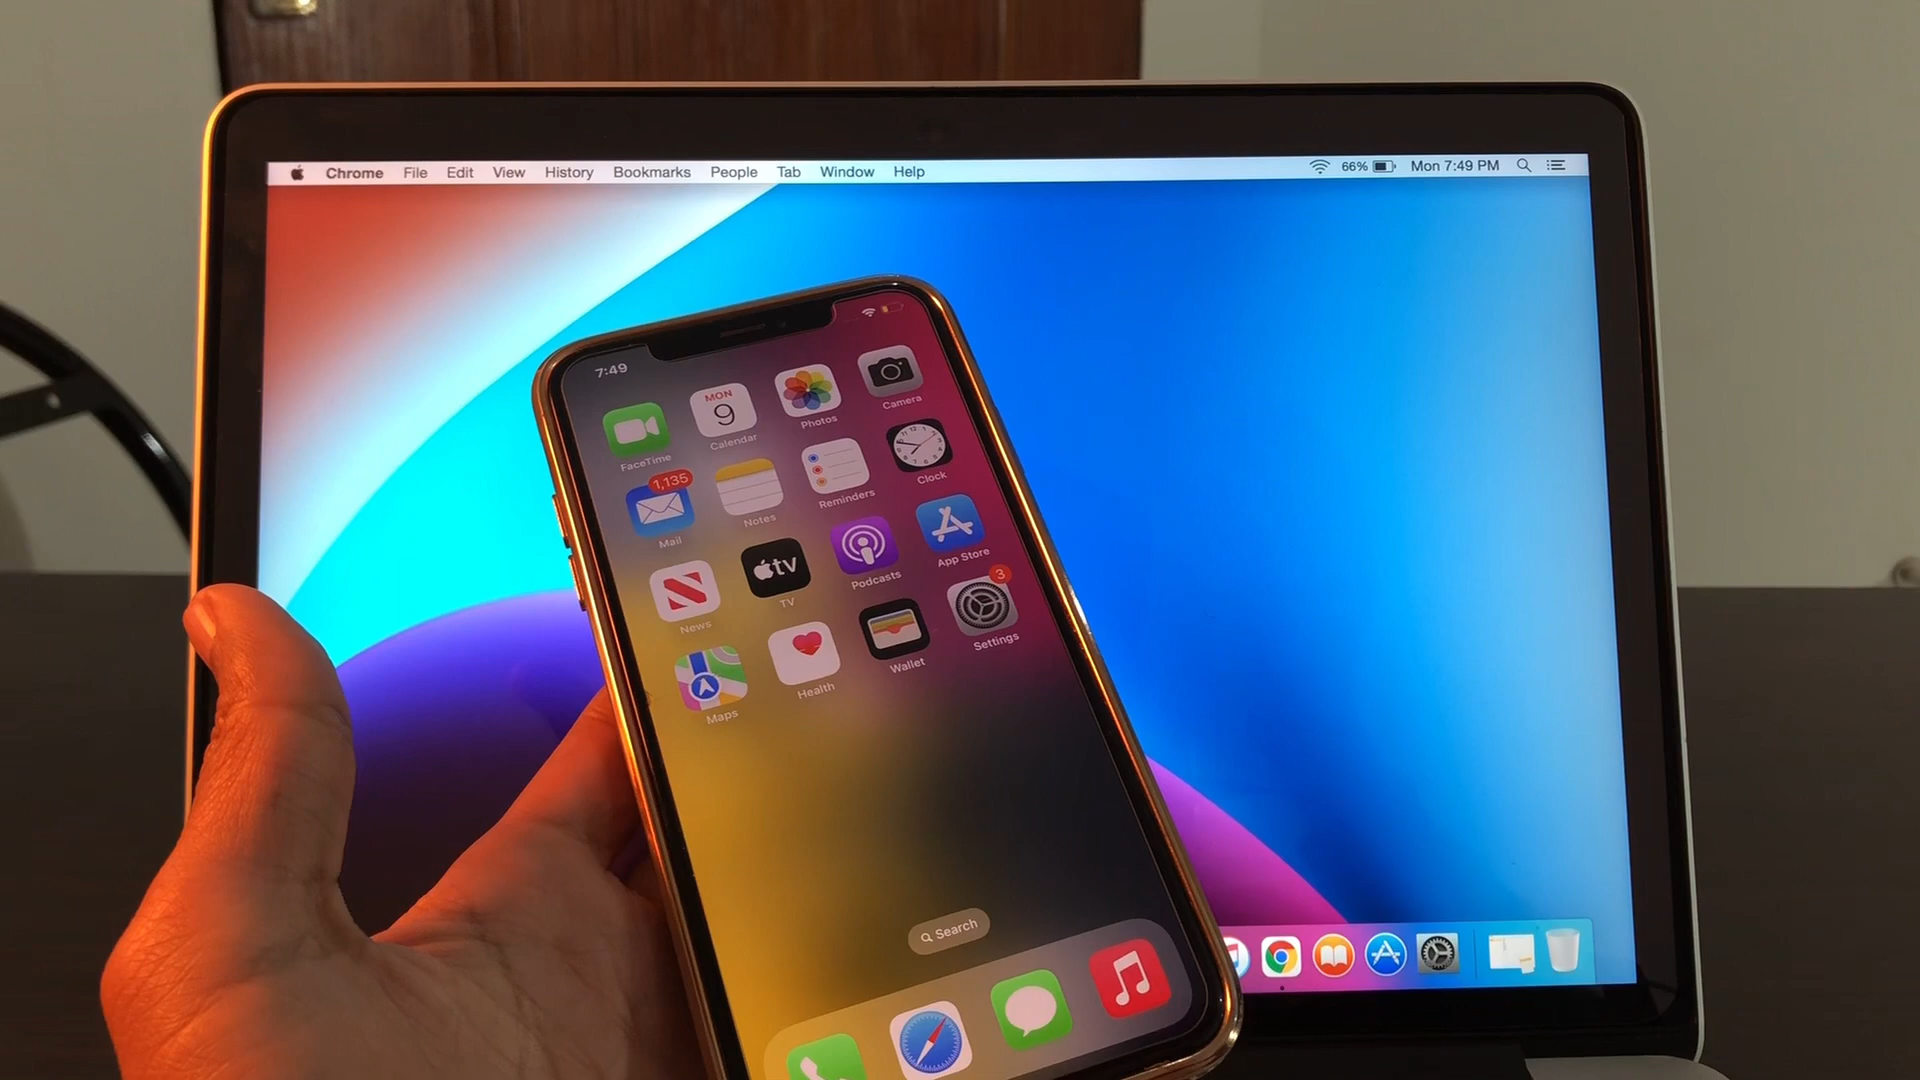 Chrome File Edit View History Bookmarks People Tab Window Help 66% Mon 7:49 PM
7:49
MON
9
FaceTime Calendar Photos Camera
1,135
Mail Notes Reminders Clock
tv
News TV Podcasts App Store
3
Maps Health Wallet Settings
Search